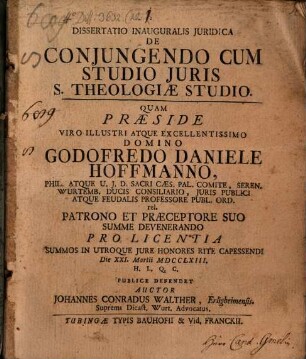 DISSERTATIO INAUGURALIS JURIDICA
DE
CONJUNGENDO CUM
STUDIO JURIS
S. THEOLOGIÆ STUDIO.
QUAM
PRÆSIDE
VIRO ILLUSTRI ATQUE EXCELLENTISSIMO
DOMINO
GODOFREDO DANIELE
HOFFMANNO,
PHIL. ATQUE U. J. D. SACRI CÆS. PAL. COMITE, SEREN.
WURTEMB. DUCIS CONSILIARIO, JURIS PUBLICI
ATQUE FEUDALIS PROFESSORE PUBL. ORD.
rel.
PATRONO ET PRÆCEPTORE SUO
SUMME DEVENERANDO
PRO LICENTIA
SUMMOS IN UTROQUE JURE HONORES RITE CAPESSENDI
Die XXI. Martii MDCCLXIII.
H. L. Q. C.
PUBLICE DEFENDET
AUCTOR
JOHANNES CONRADUS WALTHER, Erligheimensis.
Supremi Dicast. Würt. Advocatus.
TUBINGÆ TYPIS BAUHOFII & Vid. FRANCKII.